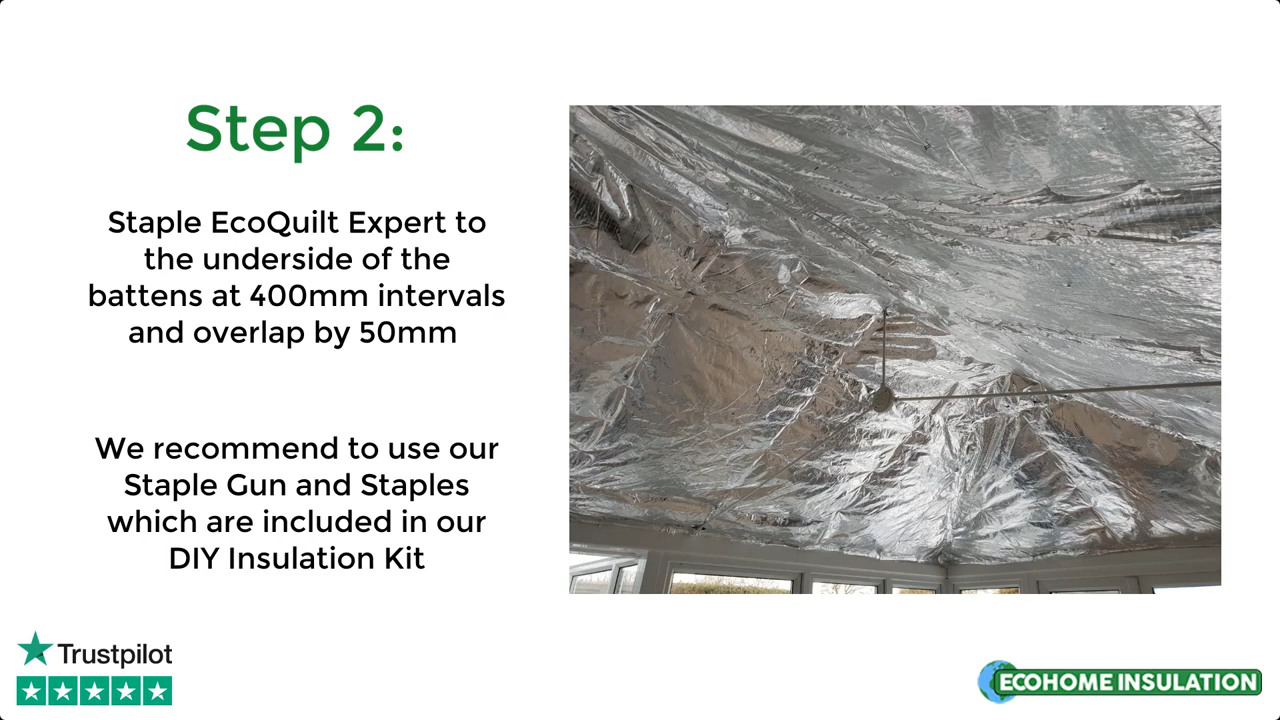 Step 2:
Staple EcoQuilt Expert to
the underside of the
battens at 400mm intervals
and overlap by 50mm
We recommend to use our
Staple Gun and Staples
which are included in our
DIY Insulation Kit
Trustpilot
ECOHOME INSULATION